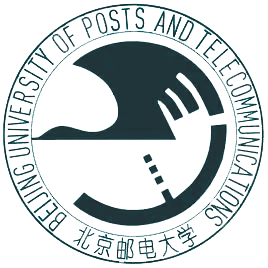 BEIJING UNIVERSITY OF POSTS AND TELECOMMUNICATIONS
北京邮电大学